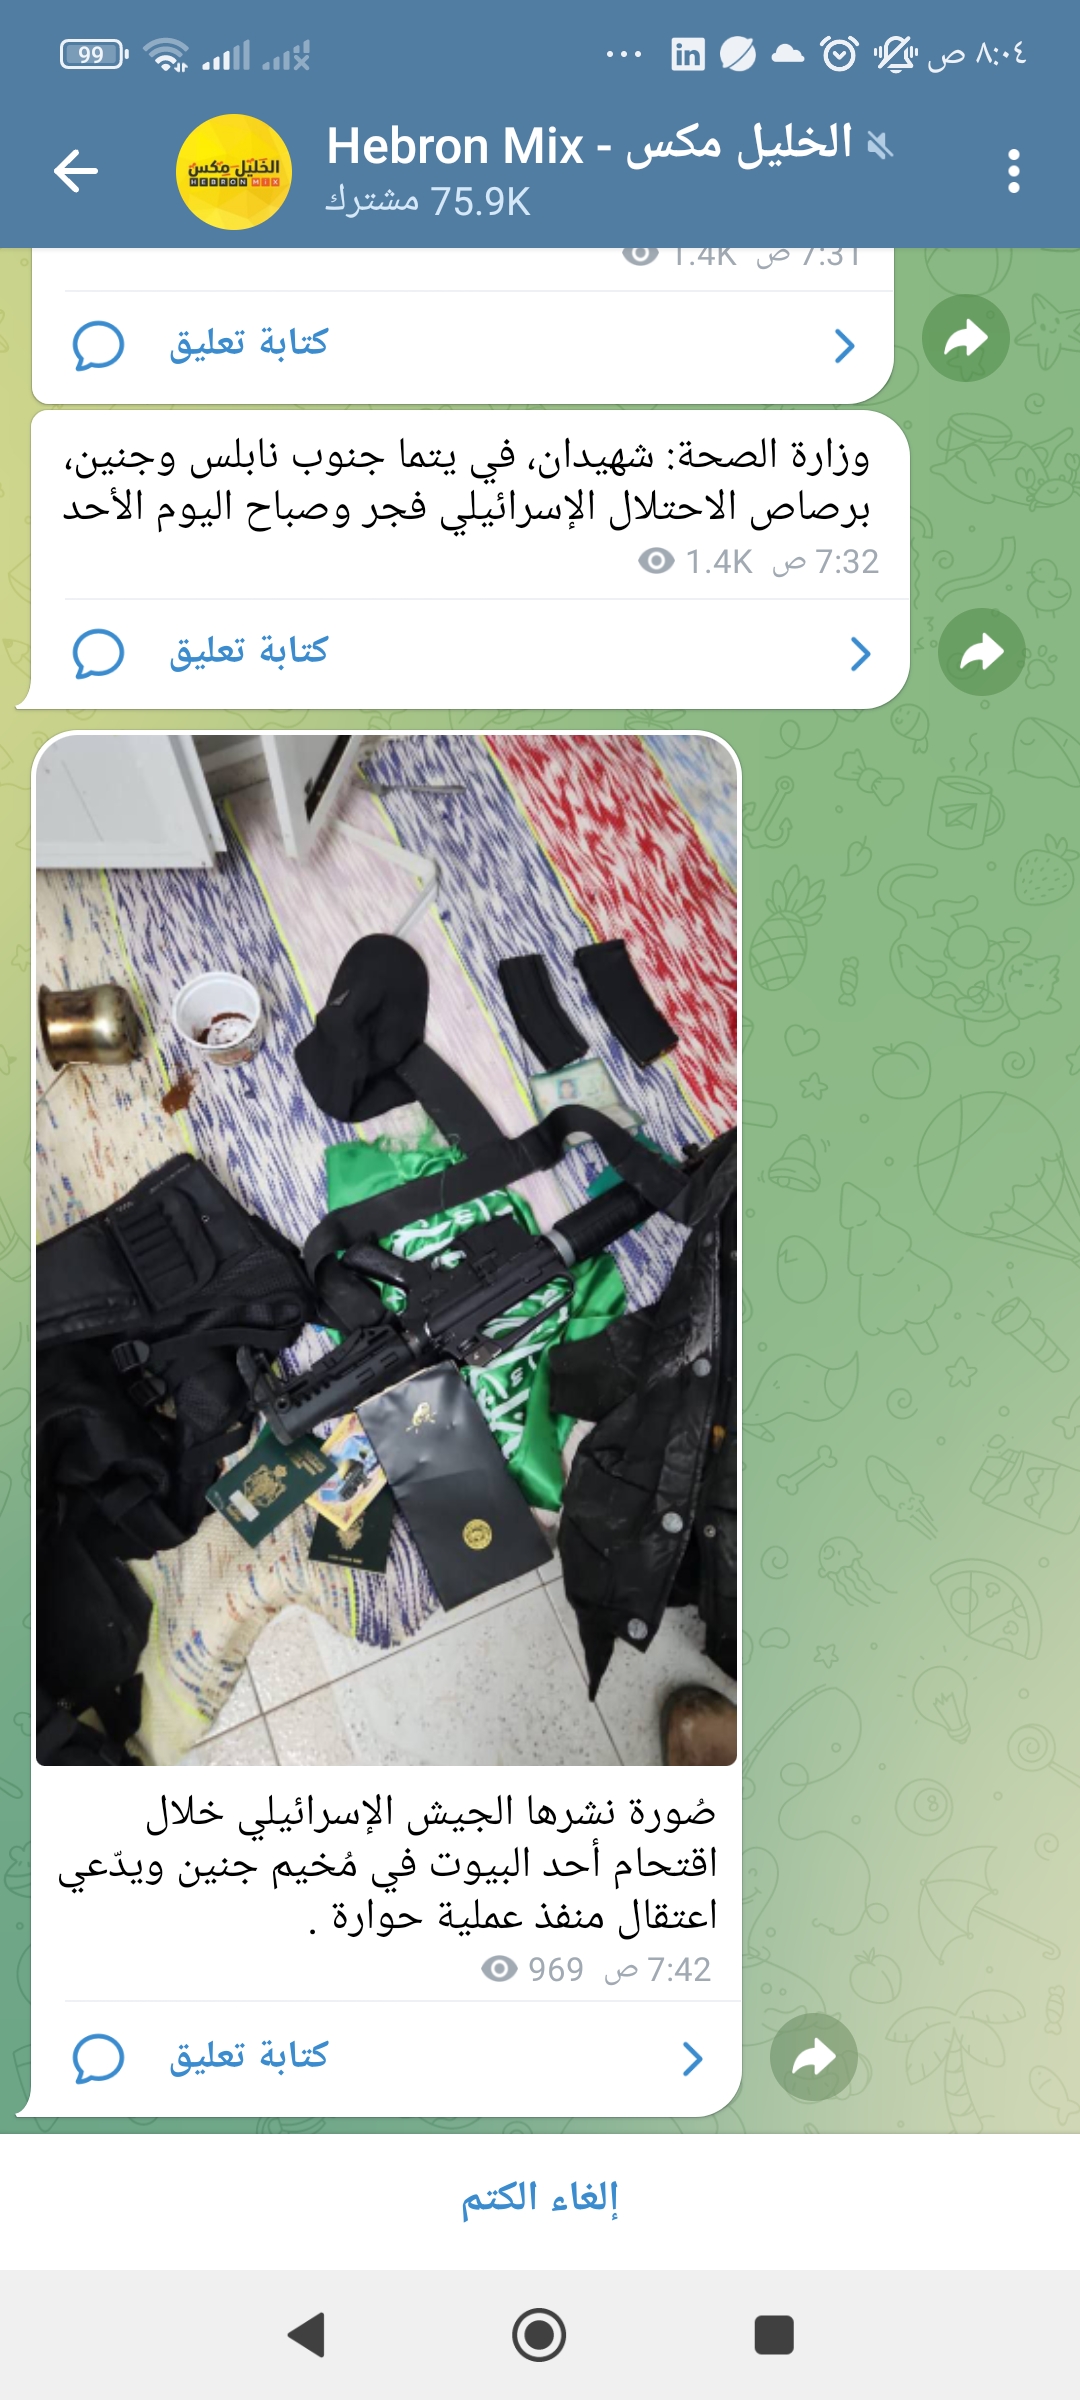 99
٨:٠٤ ص
الخليل مكس - Hebron Mix
75.9K مشترك
الخليل مكس
HEBRON MIX
1.4K 7:31 ص
كتابة تعليق
وزارة الصحة: شهيدان، في يتما جنوب نابلس وجنين،
برصاص الاحتلال الإسرائيلي فجر وصباح اليوم الأحد
1.4K 7:32 ص
كتابة تعليق
صُورة نشرها الجيش الإسرائيلي خلال
اقتحام أحد البيوت في مُخيم جنين ويدّعي
اعتقال منفذ عملية حوارة .
969 7:42 ص
كتابة تعليق
إلغاء الكتم